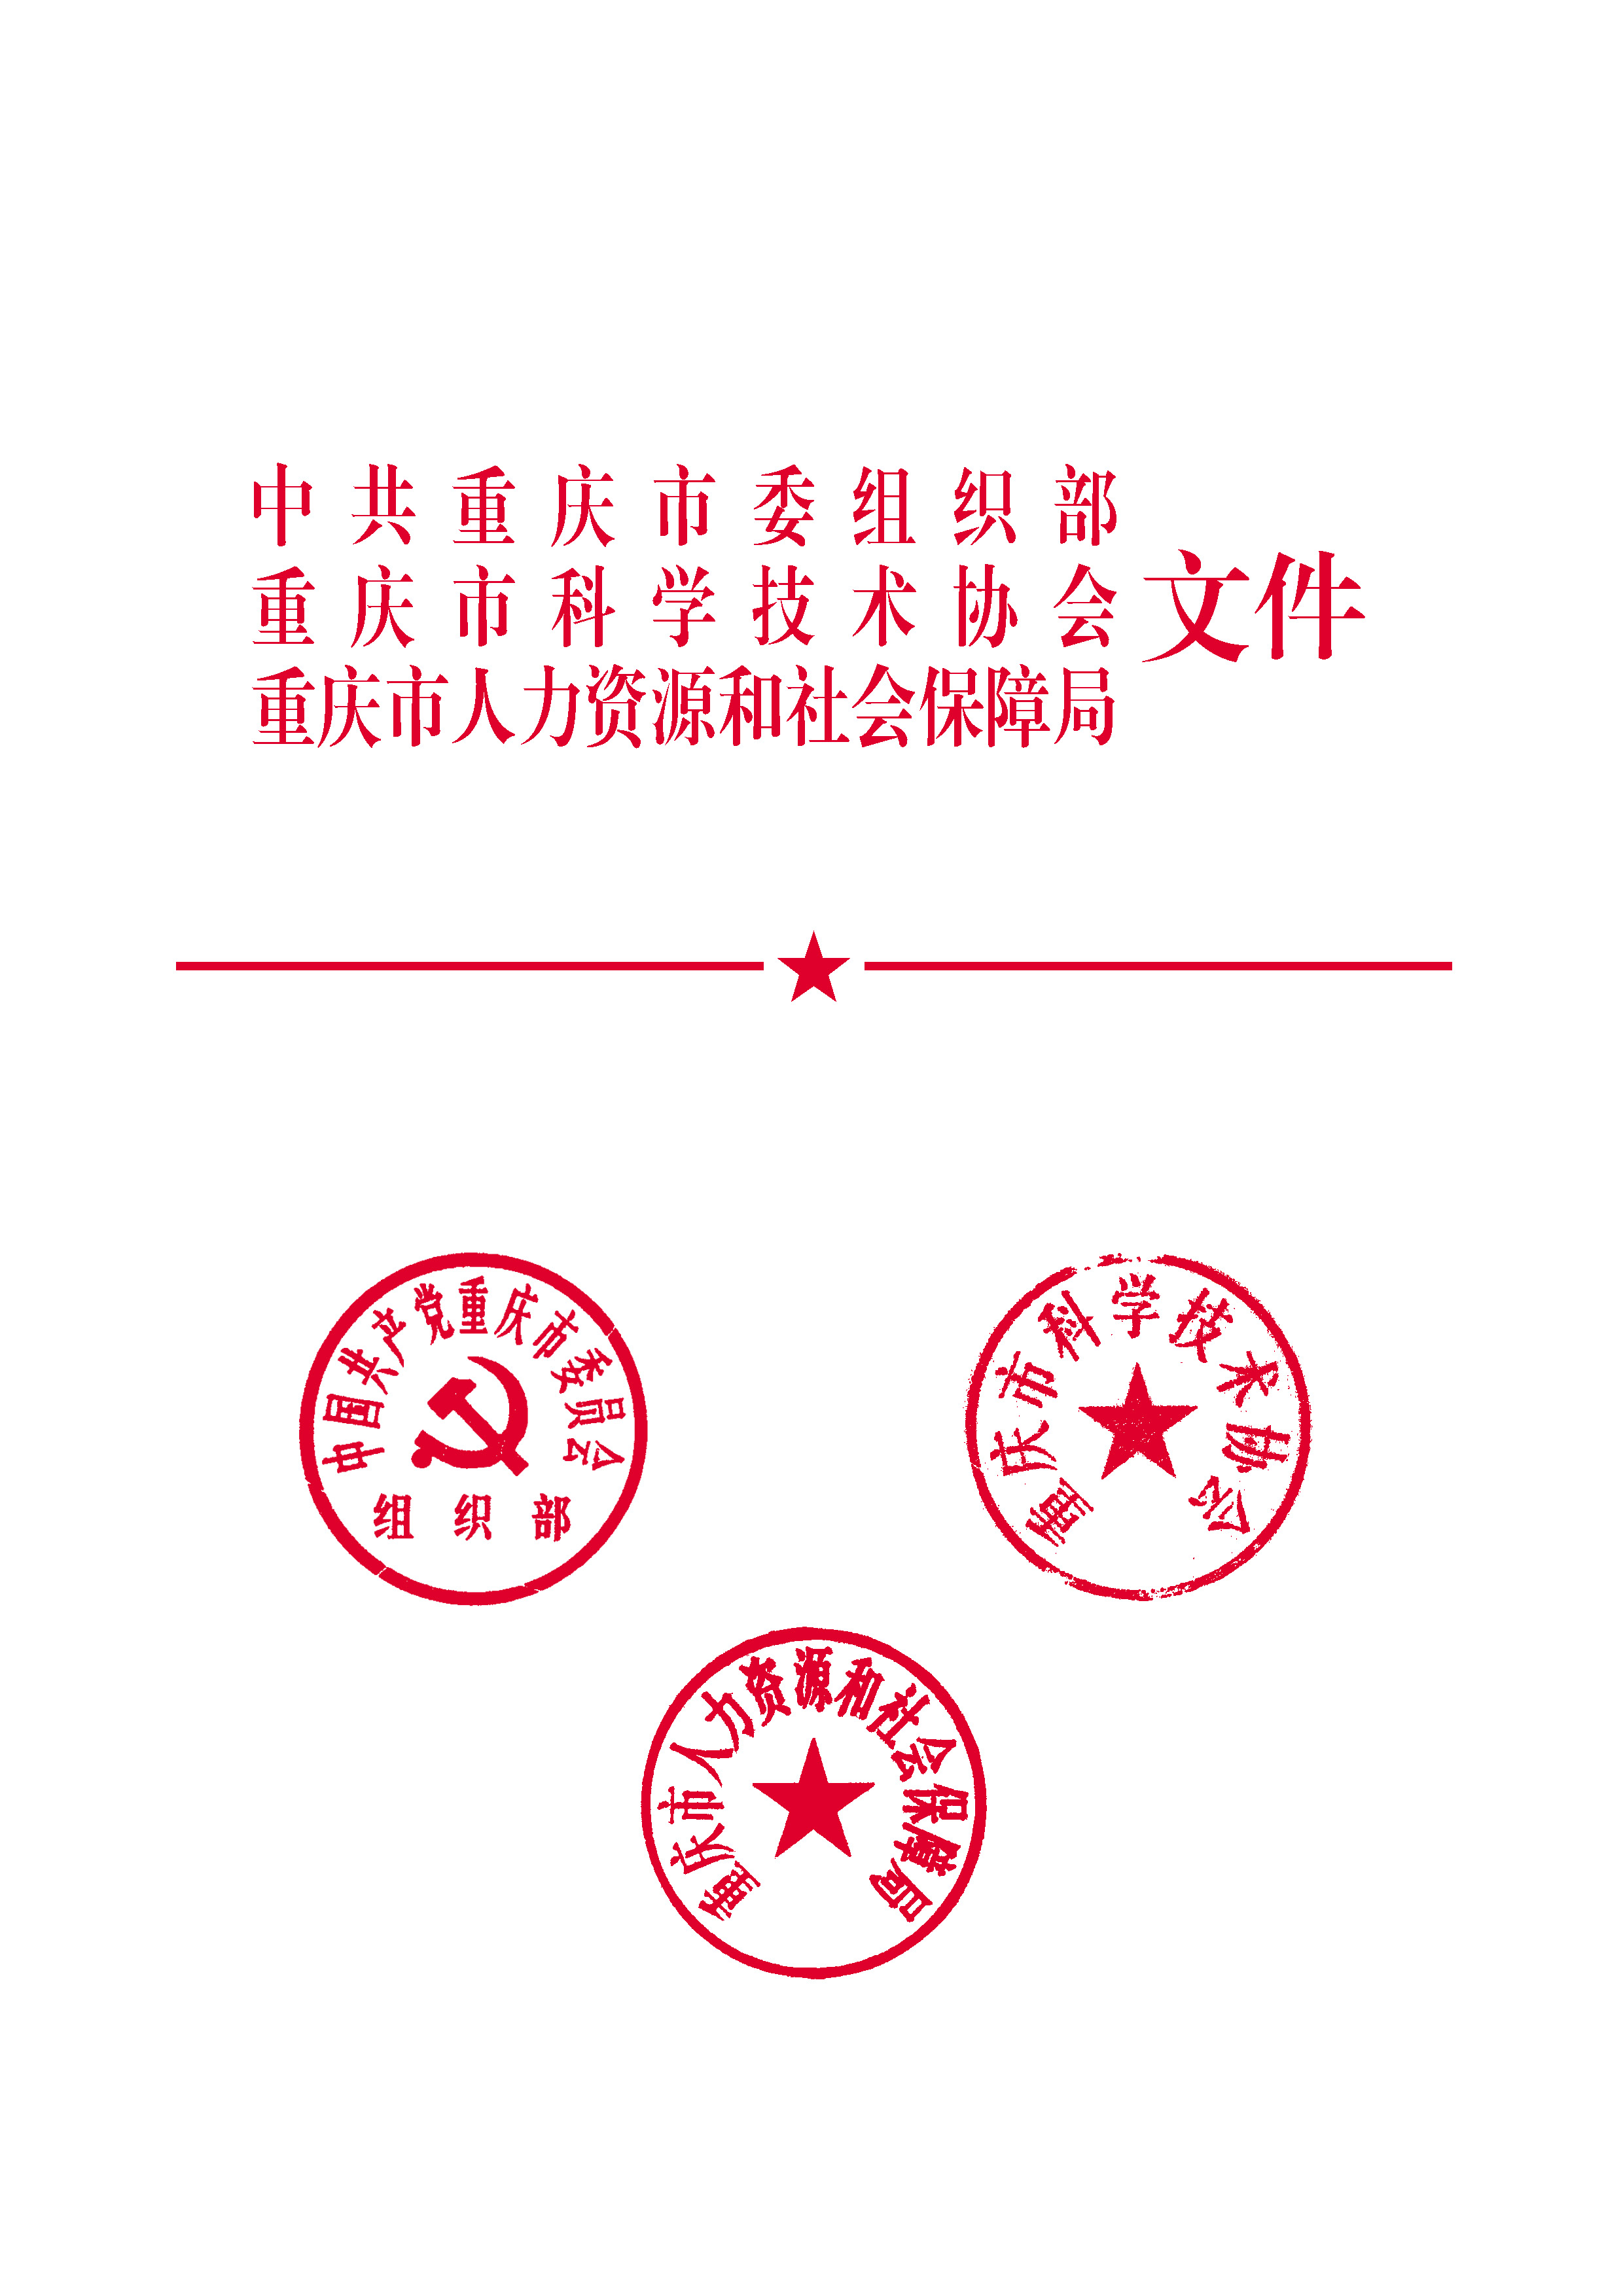 中共重庆市委组织部
重庆市科学技术协会
文件
重庆市人力资源和社会保障局
中国共产党重庆市委员会
组织部
重庆市科学技术协会
重庆市人力资源和社会保障局